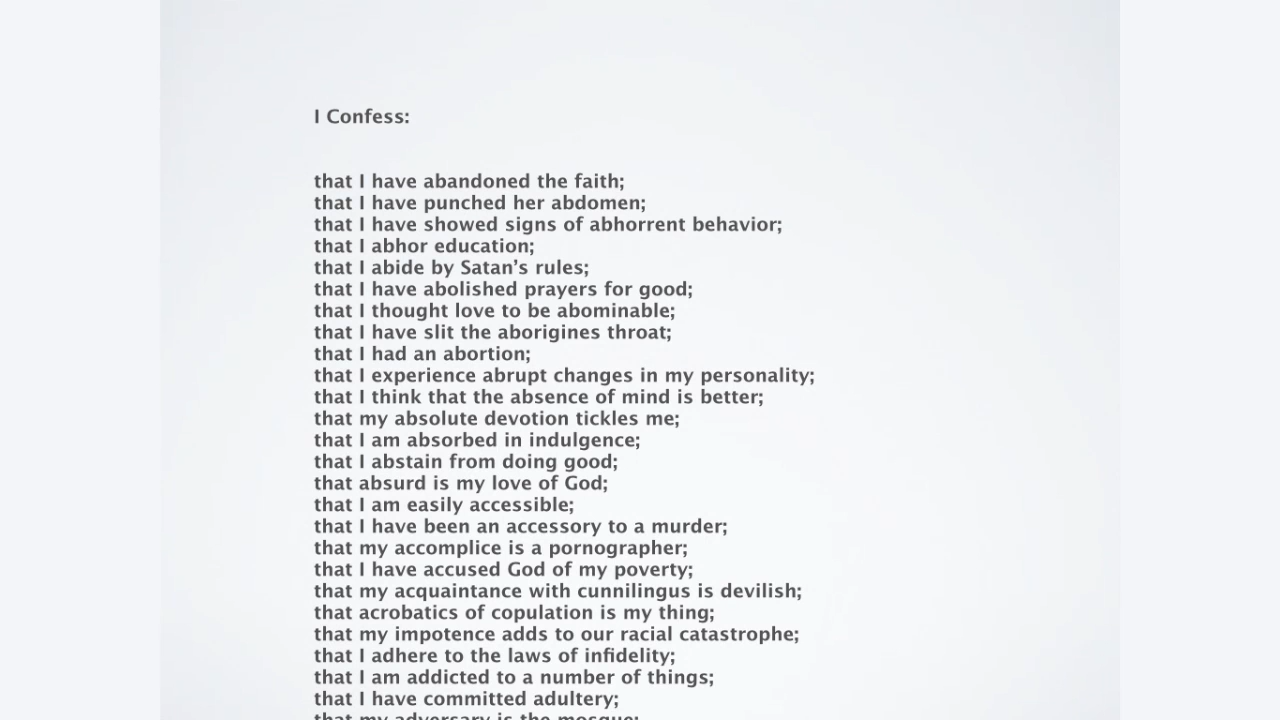 I Confess:
that I have abandoned the faith;
that I have punched her abdomen;
that I have showed signs of abhorrent behavior;
that I abhor education;
that I abide by Satan’s rules;
that I have abolished prayers for good;
that I thought love to be abominable;
that I have slit the aborigines throat;
that I had an abortion;
that I experience abrupt changes in my personality;
that I think that the absence of mind is better;
that my absolute devotion tickles me;
that I am absorbed in indulgence;
that I abstain from doing good;
that absurd is my love of God;
that I am easily accessible;
that I have been an accessory to a murder;
that my accomplice is a pornographer;
that I have accused God of my poverty;
that my acquaintance with cunnilingus is devilish;
that acrobatics of copulation is my thing;
that my impotence adds to our racial catastrophe;
that I adhere to the laws of infidelity;
that I am addicted to a number of things;
that I have committed adultery;
that my adversary is the mosque;